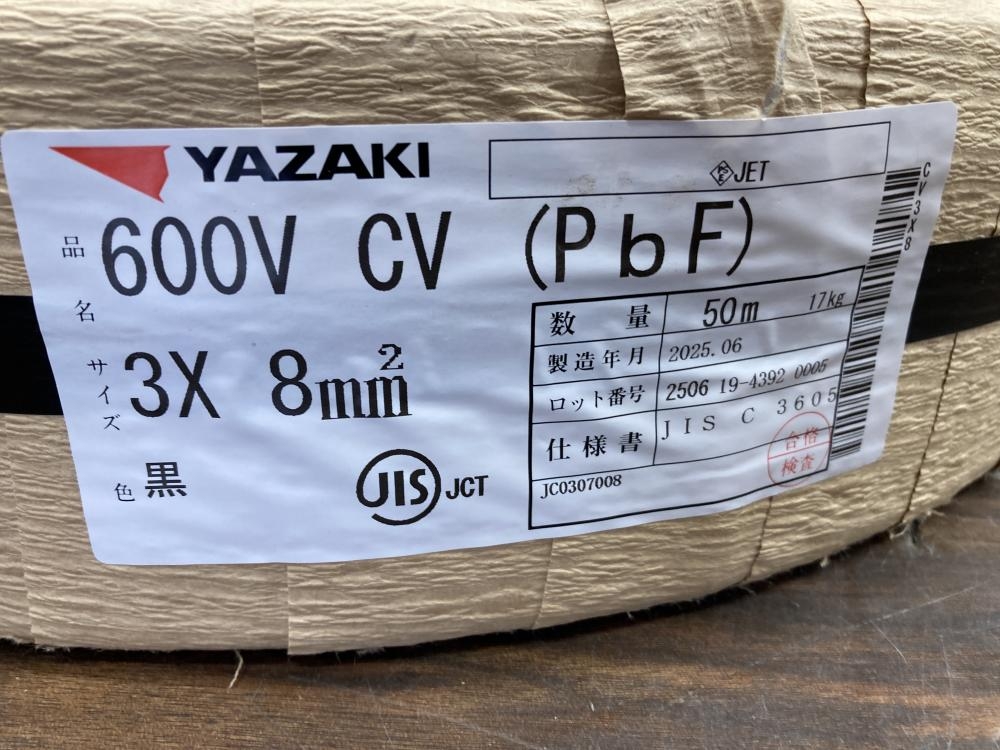 YAZAKI
PSE JET
品名 600V CV (PbF)
サイズ 3X 8mm²
色 黒
JIS JCT
数量 50m 17kg
製造年月 2025.06
ロット番号 2506 19-4392 0005
仕様書 JIS C 3605
JC0307008
合格
検査
CV3X8